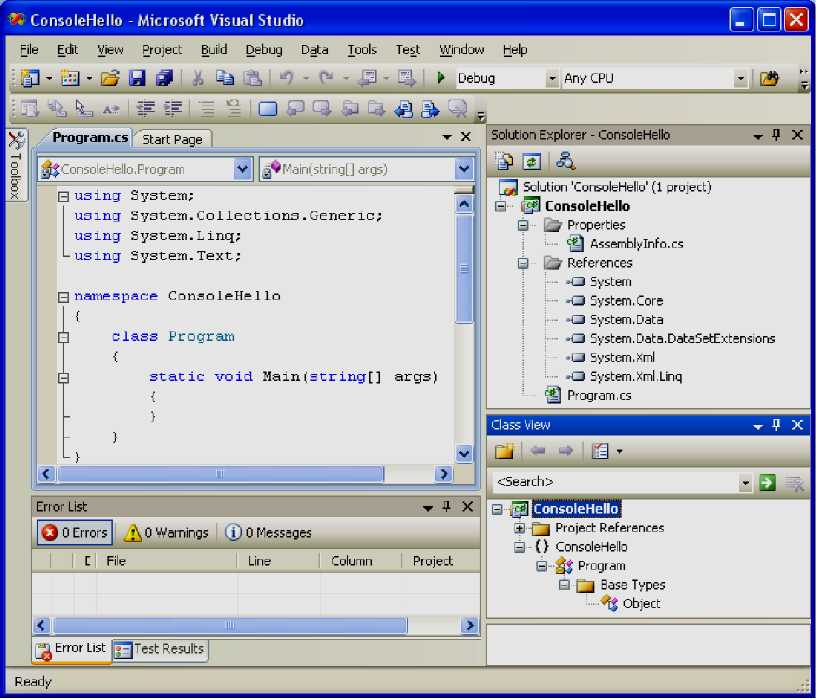 ConsoleHello - Microsoft Visual Studio
File Edit View Project Build Debug Data Tools Test Window Help
Debug Any CPU
Toolbox
Program.cs Start Page
ConsoleHello.Program Main(string[] args)
using System;
using System.Collections.Generic;
using System.Linq;
using System.Text;
namespace ConsoleHello
{
class Program
{
static void Main(string[] args)
{
}
}
}
Error List
0 Errors 0 Warnings 0 Messages
File Line Column Project
Error List Test Results
Solution Explorer - ConsoleHello
Solution 'ConsoleHello' (1 project)
ConsoleHello
Properties
AssemblyInfo.cs
References
System
System.Core
System.Data
System.Data.DataSetExtensions
System.Xml
System.Xml.Linq
Program.cs
Class View
<Search>
ConsoleHello
Project References
{} ConsoleHello
Program
Base Types
Object
Ready